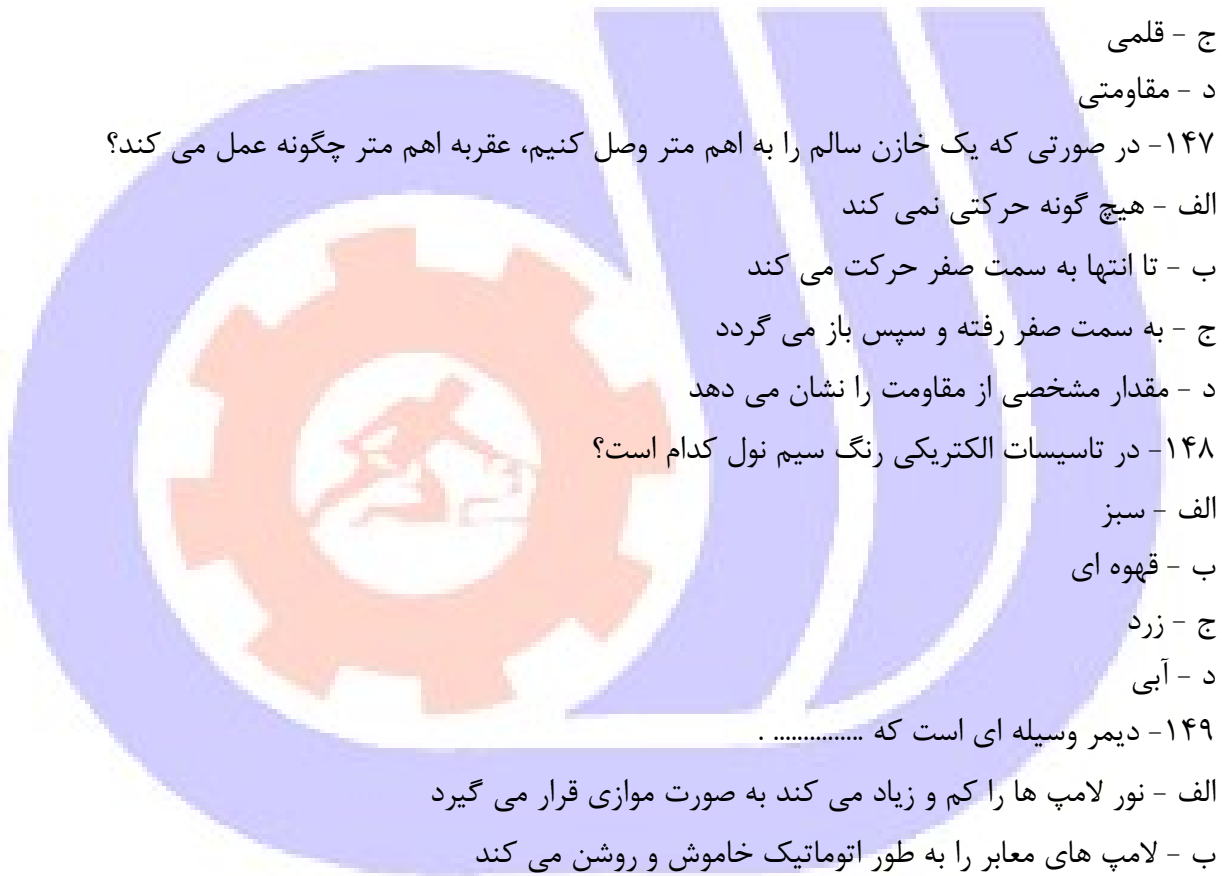 ج - قلمی
د - مقاومتی
۱۴۷- در صورتی که یک خازن سالم را به اهم متر وصل کنیم، عقربه اهم متر چگونه عمل می کند؟
الف - هیچ گونه حرکتی نمی کند
ب - تا انتها به سمت صفر حرکت می کند
ج - به سمت صفر رفته و سپس باز می گردد
د - مقدار مشخصی از مقاومت را نشان می دهد
۱۴۸- در تاسیسات الکتریکی رنگ سیم نول کدام است؟
الف - سبز
ب - قهوه ای
ج - زرد
د - آبی
۱۴۹- دیمر وسیله ای است که ............... .
الف - نور لامپ ها را کم و زیاد می کند به صورت موازی قرار می گیرد
ب - لامپ های معابر را به طور اتوماتیک خاموش و روشن می کند